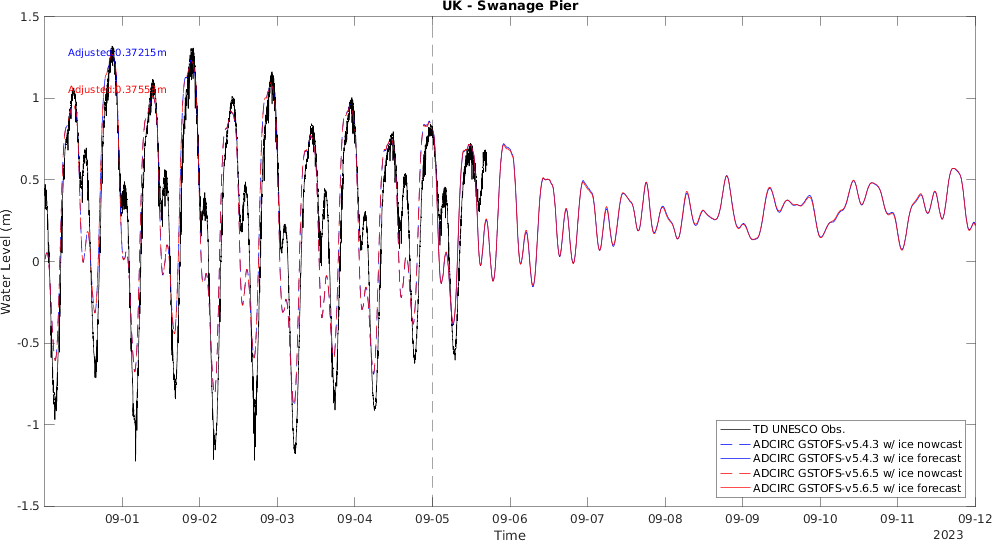 UK - Swanage Pier
1.5
1
0.5
0
-0.5
-1
-1.5
Water Level (m)
Adjusted:0.37215m
Adjusted:0.3755m
TD UNESCO Obs.
ADCIRC GSTOFS-v5.4.3 w/ ice nowcast
ADCIRC GSTOFS-v5.4.3 w/ ice forecast
ADCIRC GSTOFS-v5.6.5 w/ ice nowcast
ADCIRC GSTOFS-v5.6.5 w/ ice forecast
09-01 09-02 09-03 09-04 09-05 09-06 09-07 09-08 09-09 09-10 09-11 09-12
Time
2023